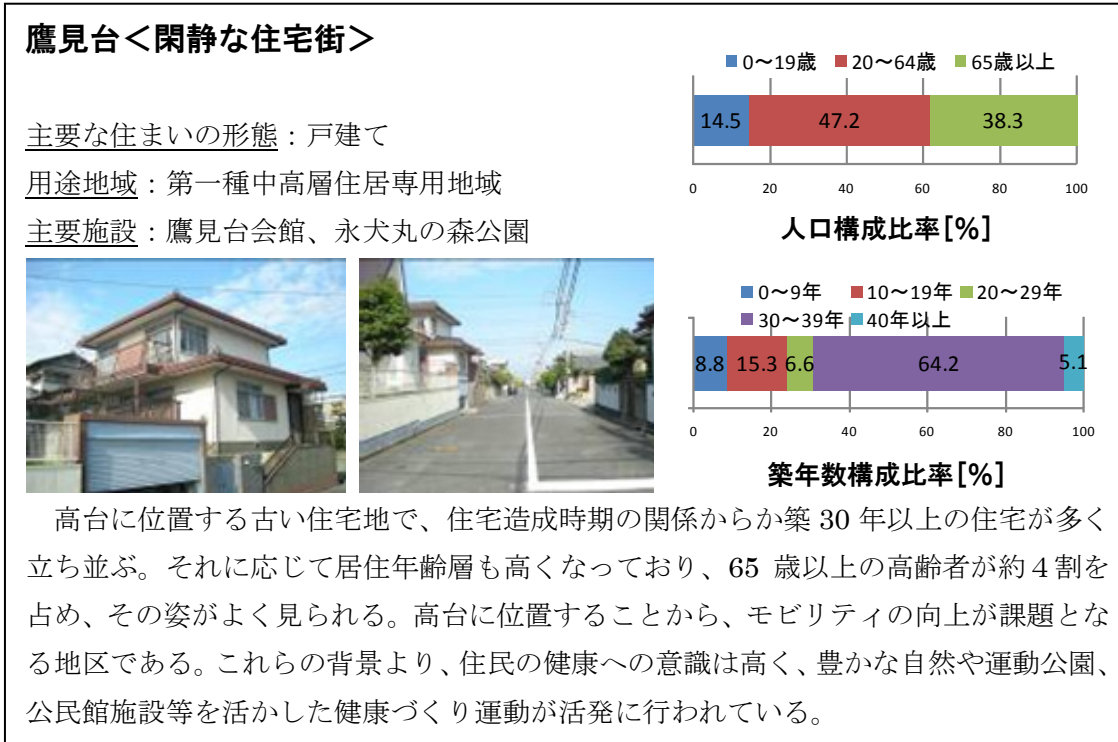 鷹見台＜閑静な住宅街＞
主要な住まいの形態：戸建て
用途地域：第一種中高層住居専用地域
主要施設：鷹見台会館、永犬丸の森公園
0～19歳 20～64歳 65歳以上
14.5 47.2 38.3
0 20 40 60 80 100
人口構成比率[%]
0～9年 10～19年 20～29年
30～39年 40年以上
8.8 15.3 6.6 64.2 5.1
0 20 40 60 80 100
築年数構成比率[%]
高台に位置する古い住宅地で、住宅造成時期の関係からか築 30 年以上の住宅が多く
立ち並ぶ。それに応じて居住年齢層も高くなっており、65 歳以上の高齢者が約４割を
占め、その姿がよく見られる。高台に位置することから、モビリティの向上が課題とな
る地区である。これらの背景より、住民の健康への意識は高く、豊かな自然や運動公園、
公民館施設等を活かした健康づくり運動が活発に行われている。